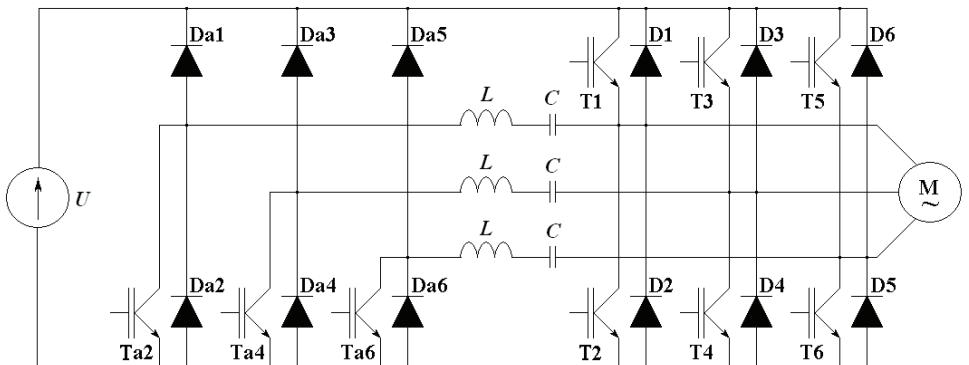 Da1 Da3 Da5 D1 D3 D6
T1 T3 T5
L C
L C
M
~
U
L C
Da2 Da4 Da6 D2 D4 D5
Ta2 Ta4 Ta6 T2 T4 T6